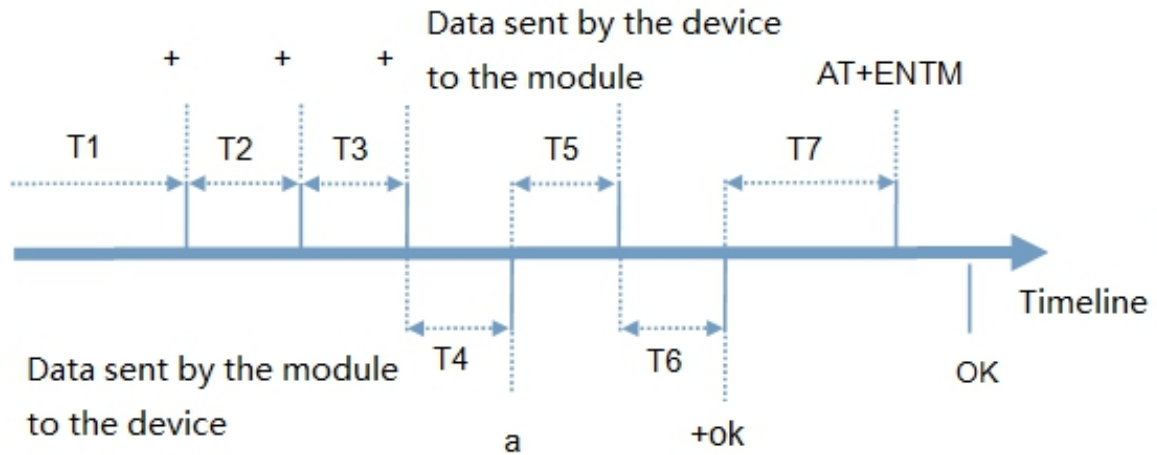 Data sent by the device
to the module
+ + +
AT+ENTM
T1 T2 T3 T5 T7
Timeline
T4 T6
OK
Data sent by the module
to the device
a +ok